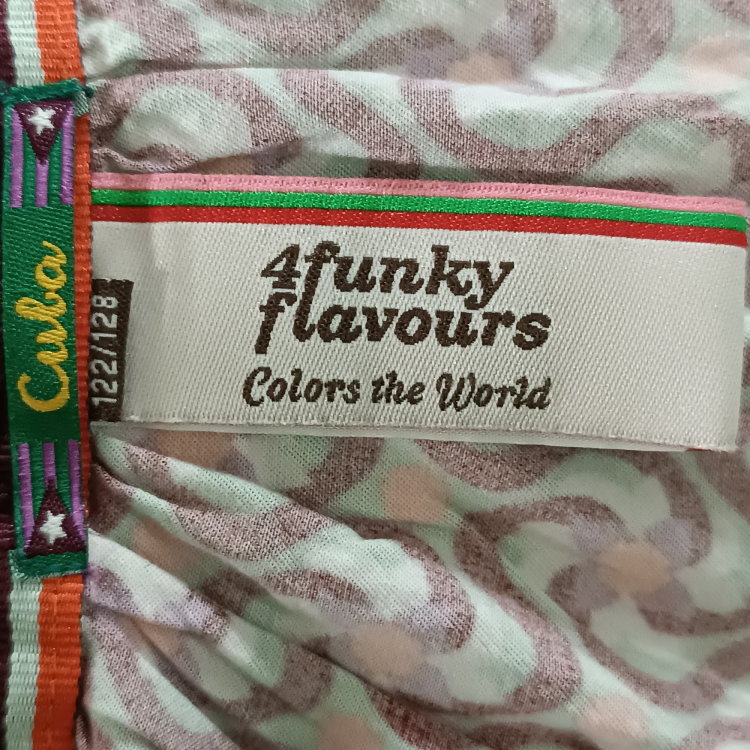 4funky
flavours
Colors the World
122/128
Cuba